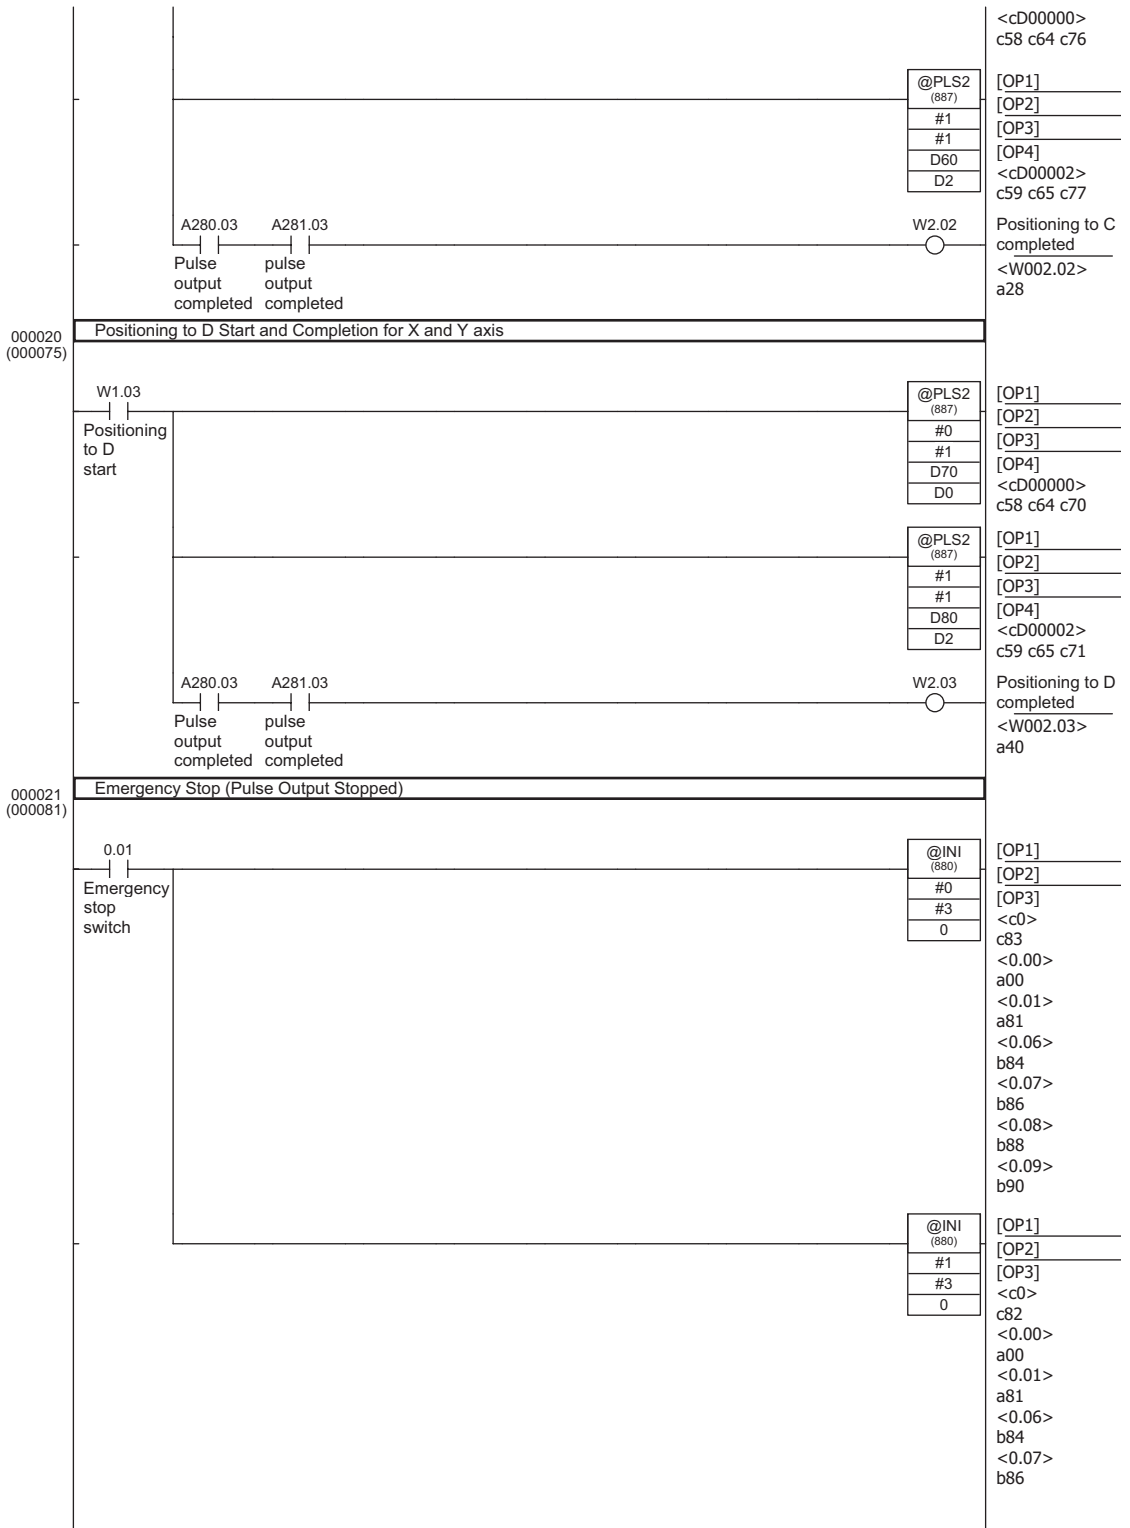 <cD00000>
c58 c64 c76
@PLS2
(887)
#1
#1
D60
D2
[OP1]
[OP2]
[OP3]
[OP4]
<cD00002>
c59 c65 c77
A280.03 A281.03 W2.02
Pulse output completed
pulse output completed
Positioning to C
completed
<W002.02>
a28
000020
(000075)
Positioning to D Start and Completion for X and Y axis
W1.03
Positioning
to D
start
@PLS2
(887)
#0
#1
D70
D0
[OP1]
[OP2]
[OP3]
[OP4]
<cD00000>
c58 c64 c70
@PLS2
(887)
#1
#1
D80
D2
[OP1]
[OP2]
[OP3]
[OP4]
<cD00002>
c59 c65 c71
A280.03 A281.03 W2.03
Pulse output completed
pulse output completed
Positioning to D
completed
<W002.03>
a40
000021
(000081)
Emergency Stop (Pulse Output Stopped)
0.01
Emergency
stop
switch
@INI
(880)
#0
#3
0
[OP1]
[OP2]
[OP3]
<c0>
c83
<0.00>
a00
<0.01>
a81
<0.06>
b84
<0.07>
b86
<0.08>
b88
<0.09>
b90
@INI
(880)
#1
#3
0
[OP1]
[OP2]
[OP3]
<c0>
c82
<0.00>
a00
<0.01>
a81
<0.06>
b84
<0.07>
b86